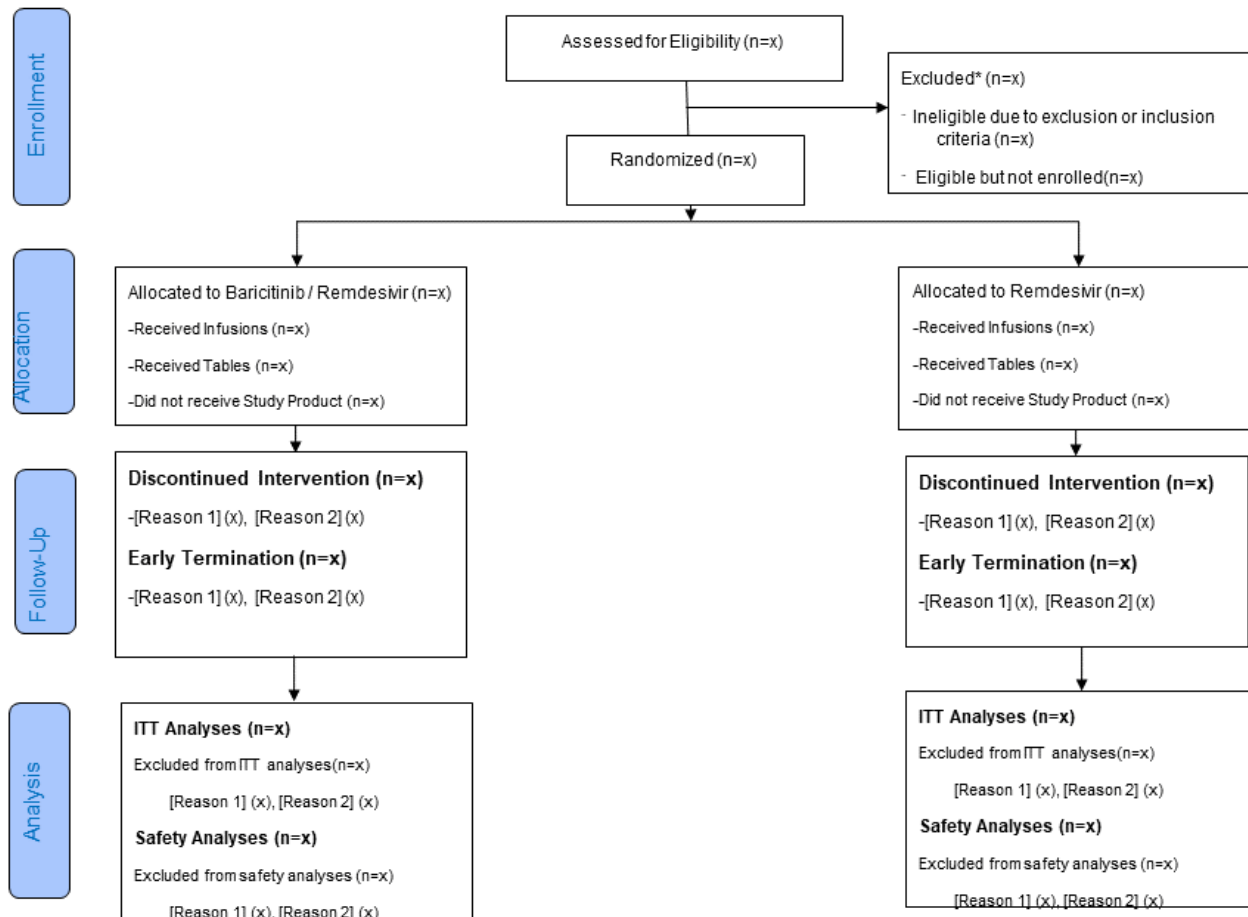 Enrollment
Assessed for Eligibility (n=x)
Excluded* (n=x)
- Ineligible due to exclusion or inclusion
criteria (n=x)
- Eligible but not enrolled(n=x)
Randomized (n=x)
Allocation
Allocated to Baricitinib / Remdesivir (n=x)
-Received Infusions (n=x)
-Received Tables (n=x)
-Did not receive Study Product (n=x)
Allocated to Remdesivir (n=x)
-Received Infusions (n=x)
-Received Tables (n=x)
-Did not receive Study Product (n=x)
Follow-Up
Discontinued Intervention (n=x)
-[Reason 1] (x), [Reason 2] (x)
Early Termination (n=x)
-[Reason 1] (x), [Reason 2] (x)
Discontinued Intervention (n=x)
-[Reason 1] (x), [Reason 2] (x)
Early Termination (n=x)
-[Reason 1] (x), [Reason 2] (x)
Analysis
ITT Analyses (n=x)
Excluded from ITT analyses(n=x)
[Reason 1] (x), [Reason 2] (x)
Safety Analyses (n=x)
Excluded from safety analyses (n=x)
[Reason 1] (x), [Reason 2] (x)
ITT Analyses (n=x)
Excluded from ITT analyses(n=x)
[Reason 1] (x), [Reason 2] (x)
Safety Analyses (n=x)
Excluded from safety analyses (n=x)
[Reason 1] (x), [Reason 2] (x)